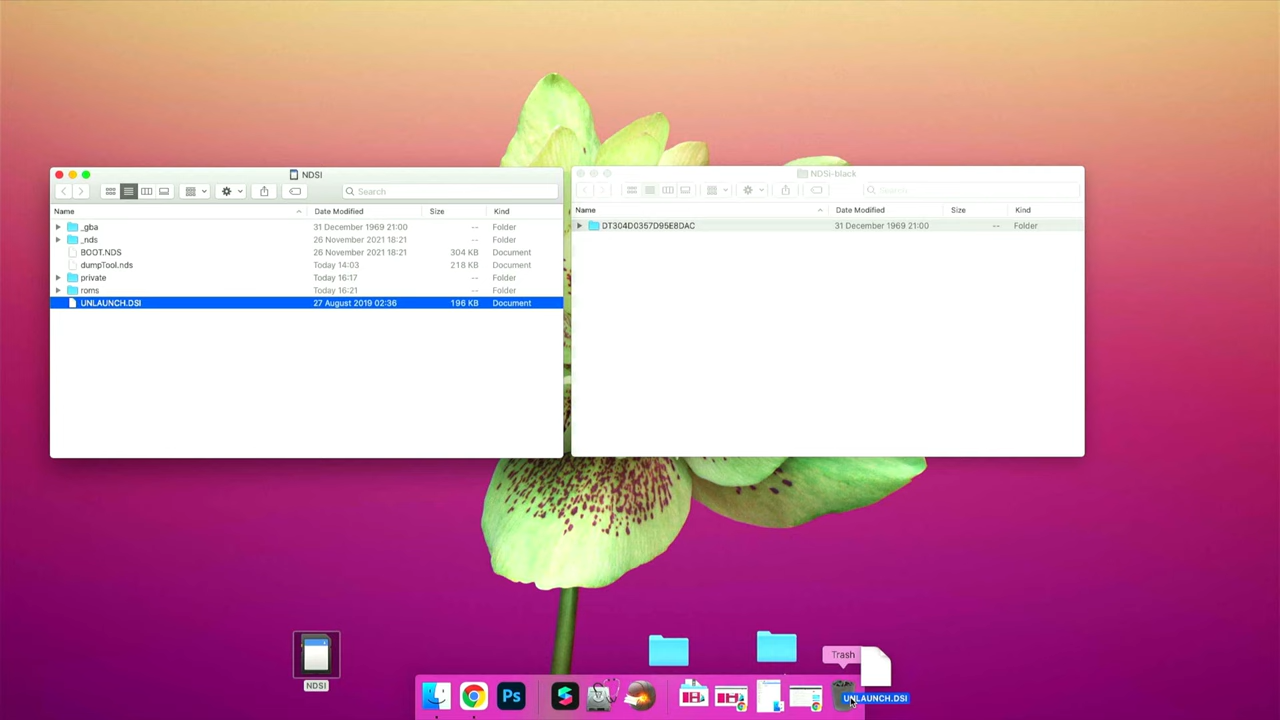 NDSI
Search
Name Date Modified Size Kind
_gba 31 December 1969 21:00 -- Folder
_nds 26 November 2021 18:21 -- Folder
BOOT.NDS 26 November 2021 18:21 304 KB Document
dumpTool.nds Today 14:03 218 KB Document
private Today 16:17 -- Folder
roms Today 16:21 -- Folder
UNLAUNCH.DSI 27 August 2019 02:36 196 KB Document
NDSi-black
Search
Name Date Modified Size Kind
DT304D0357D95E8DAC 31 December 1969 21:00 -- Folder
NDSI
Trash
UNLAUNCH.DSI
Ps